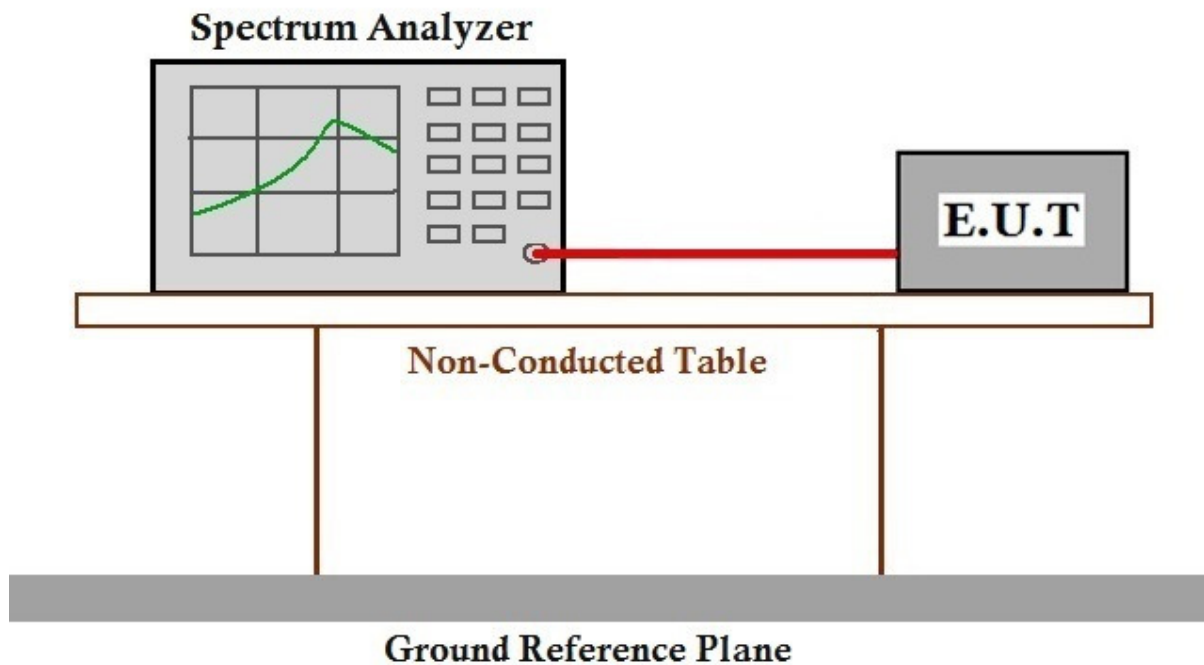 Spectrum Analyzer
E.U.T
Non-Conducted Table
Ground Reference Plane